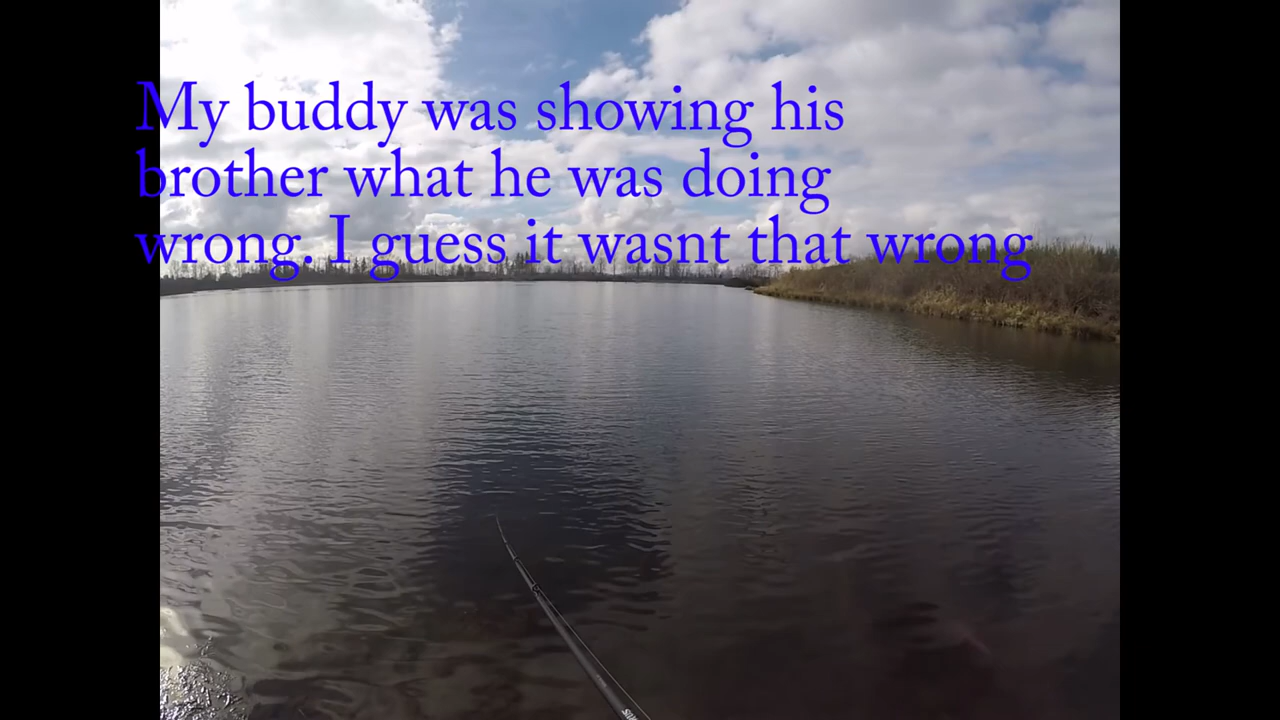 My buddy was showing his
brother what he was doing
wrong. I guess it wasnt that wrong